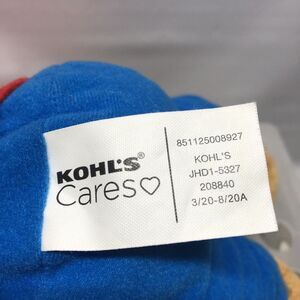 KOHL'S®
Cares♡
851125008927
KOHL'S
JHD1-5327
208840
3/20-8/20A